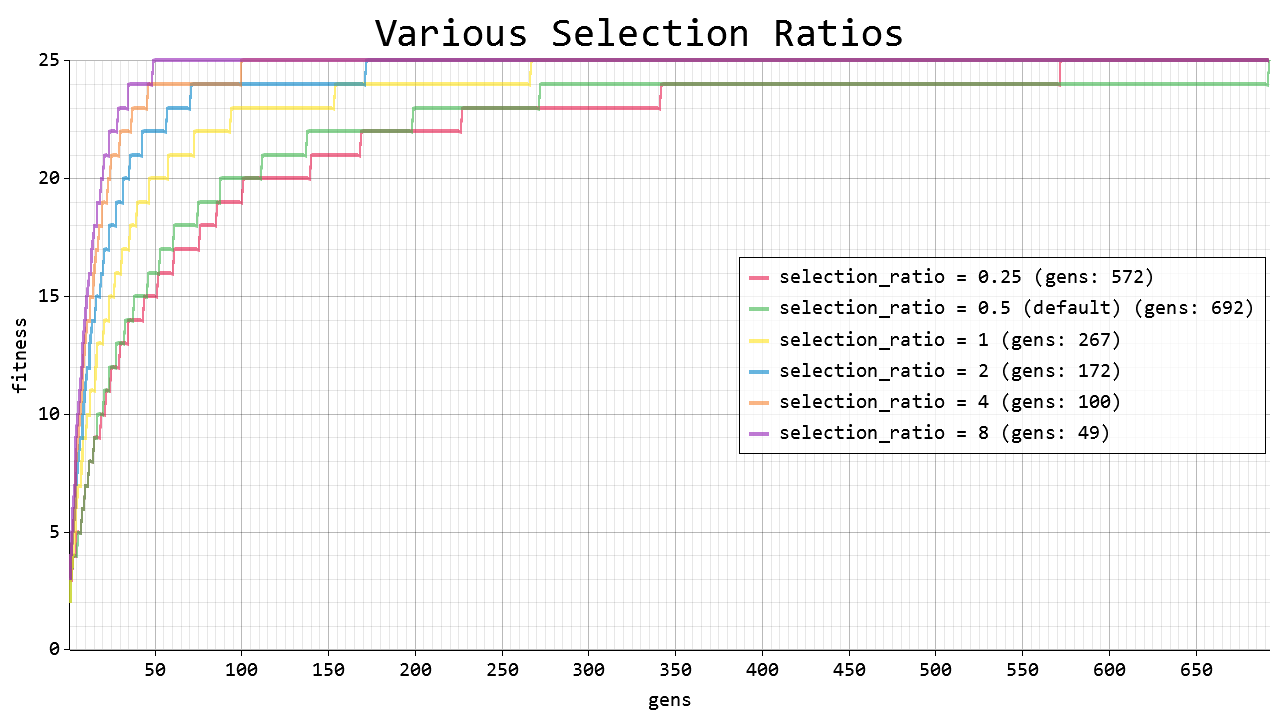 Various Selection Ratios
25
20
15
10
5
0
fitness
selection_ratio = 0.25 (gens: 572)
selection_ratio = 0.5 (default) (gens: 692)
selection_ratio = 1 (gens: 267)
selection_ratio = 2 (gens: 172)
selection_ratio = 4 (gens: 100)
selection_ratio = 8 (gens: 49)
50 100 150 200 250 300 350 400 450 500 550 600 650
gens